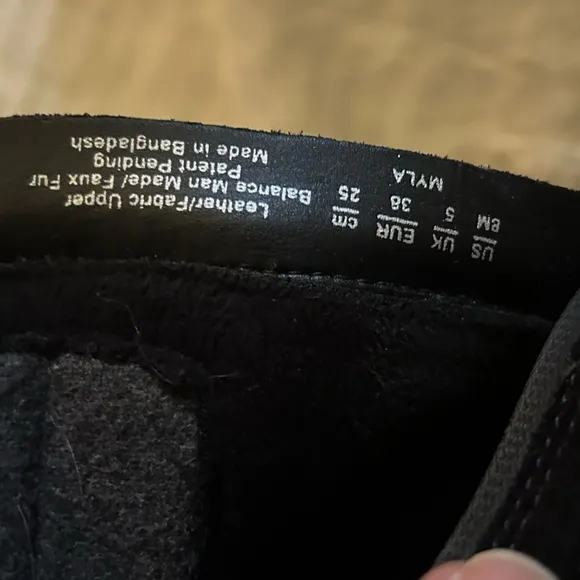 US UK EUR cm
8M 5 38 25
MYLA
Leather/Fabric Upper
Balance Man Made/ Faux Fur
Patent Pending
Made in Bangladesh